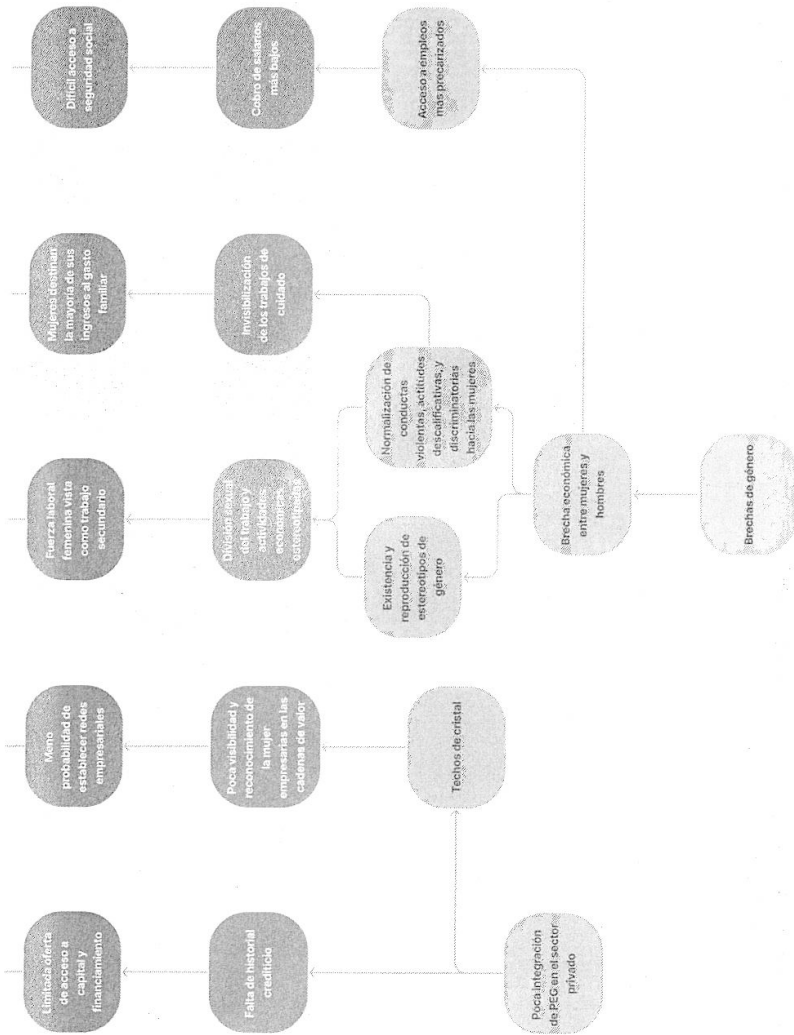 Limitada oferta
de acceso a
capital y
financiamiento
Meno
probabilidad de
establecer redes
empresariales
Fuerza laboral
femenina vista
como trabajo
secundario
Mujeres destinan
la mayoría de sus
ingresos al gasto
familiar
Difícil acceso a
seguridad social
Falta de historial
crediticio
Poca visibilidad y
reconocimiento de
la mujer
empresarias en las
cadenas de valor
División sexual
del trabajo y
actividades
económicas
Invisibilización
de los trabajos de
cuidado
Cobro de salarios
más bajos
Techos de cristal
Existencia y
reproducción de
estereotipos de
género
Normalización de
conductas
violentas, actitudes
descalificativas, y
discriminatorias
hacia las mujeres
Acceso a empleos
más precarizados
Poca integración
de PEG en el sector
privado
Brecha económica
entre mujeres y
hombres
Brechas de género